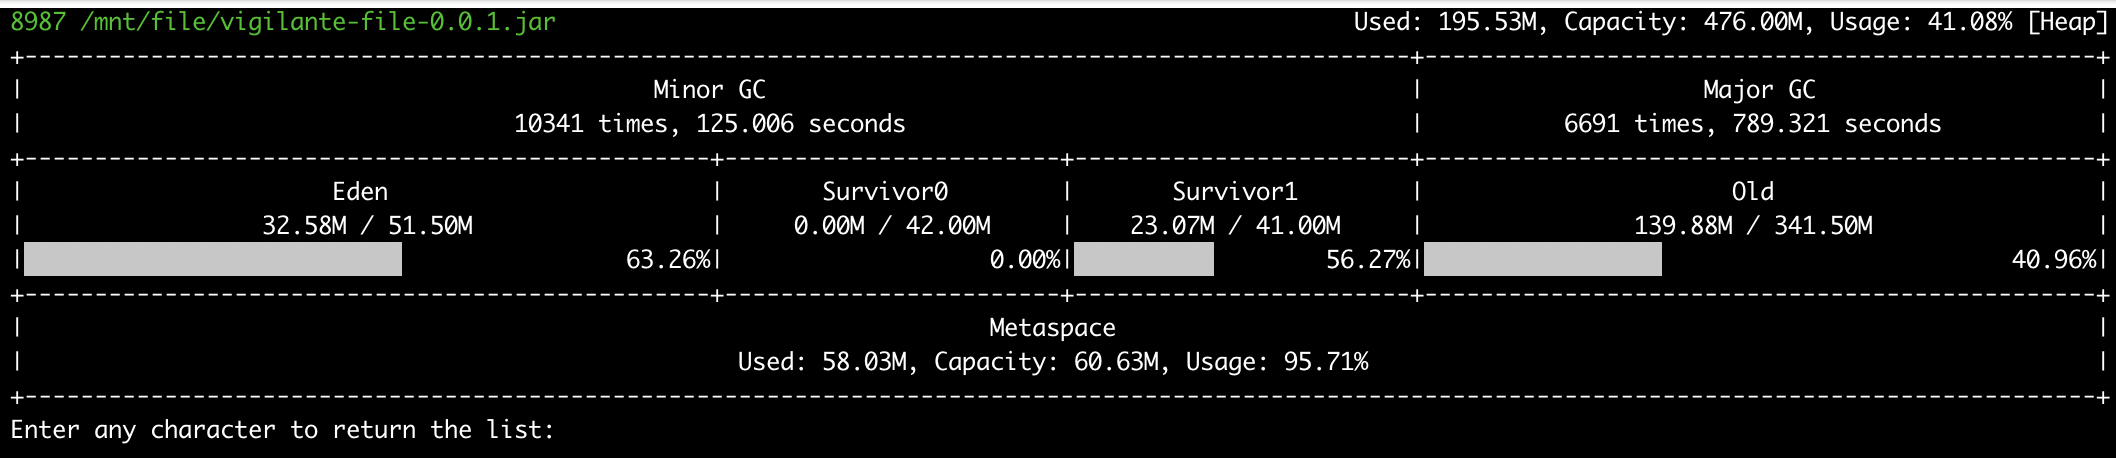 8987 /mnt/file/vigilante-file-0.0.1.jar Used: 195.53M, Capacity: 476.00M, Usage: 41.08% [Heap]
Minor GC Major GC
10341 times, 125.006 seconds 6691 times, 789.321 seconds
Eden Survivor0 Survivor1 Old
32.58M / 51.50M 0.00M / 42.00M 23.07M / 41.00M 139.88M / 341.50M
63.26% 0.00% 56.27% 40.96%
Metaspace
Used: 58.03M, Capacity: 60.63M, Usage: 95.71%
Enter any character to return the list: